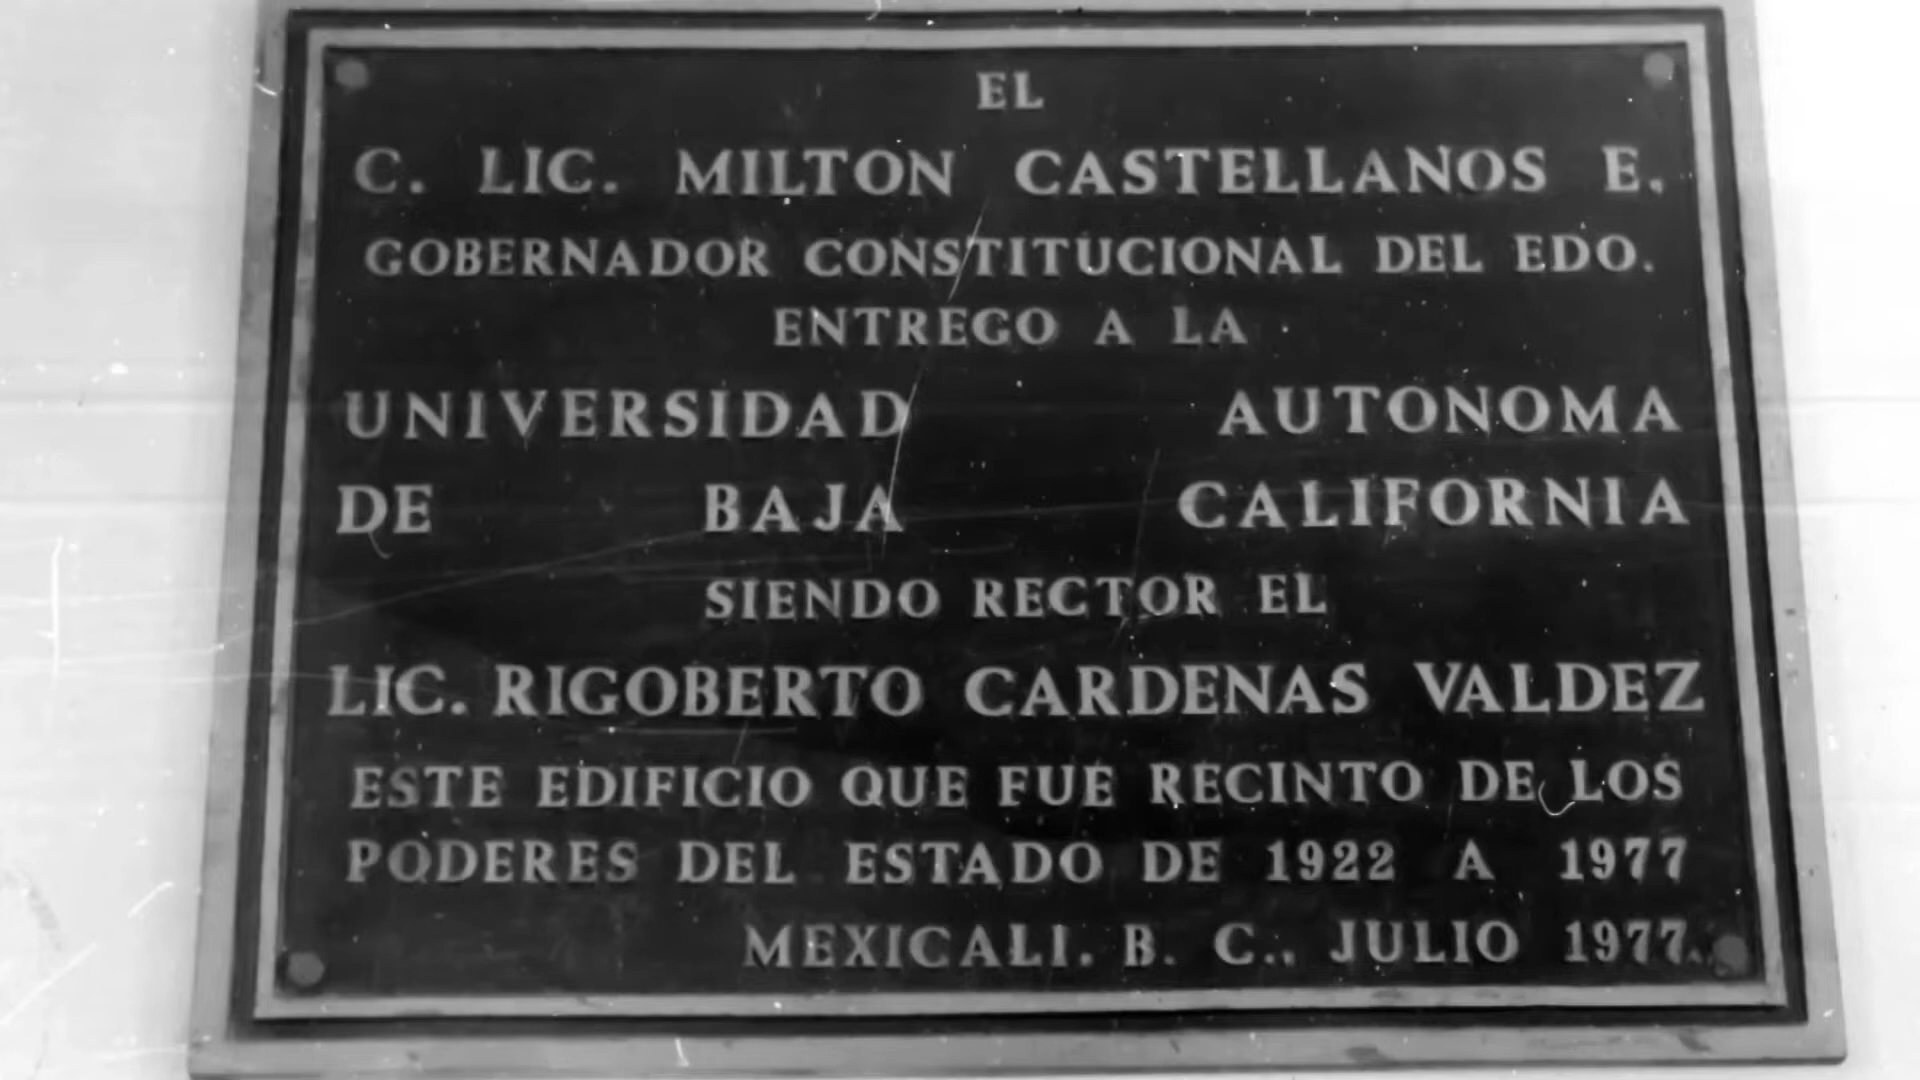 EL
C. LIC. MILTON CASTELLANOS E.
GOBERNADOR CONSTITUCIONAL DEL EDO.
ENTREGO A LA
UNIVERSIDAD AUTONOMA
DE BAJA CALIFORNIA
SIENDO RECTOR EL
LIC. RIGOBERTO CARDENAS VALDEZ
ESTE EDIFICIO QUE FUE RECINTO DE LOS
PODERES DEL ESTADO DE 1922 A 1977
MEXICALI. B. C., JULIO 1977.